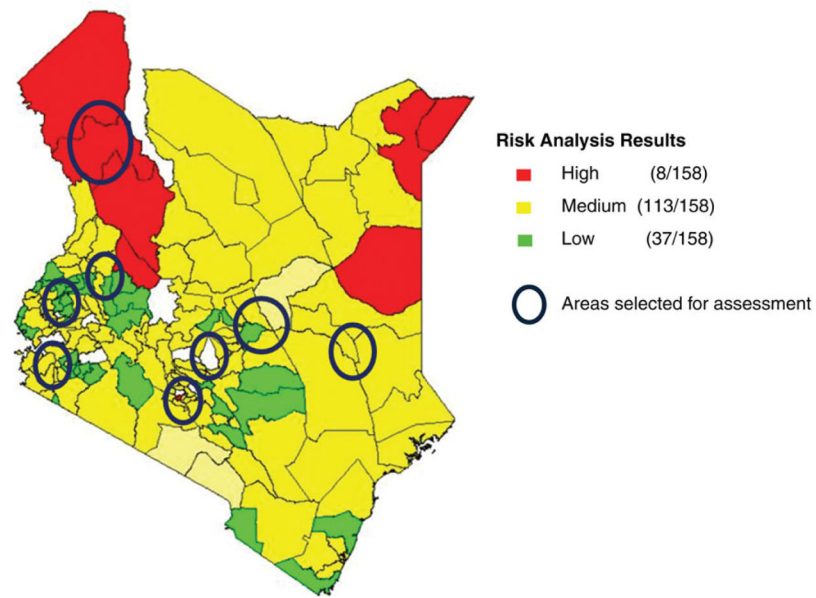 Risk Analysis Results
High (8/158)
Medium (113/158)
Low (37/158)
Areas selected for assessment